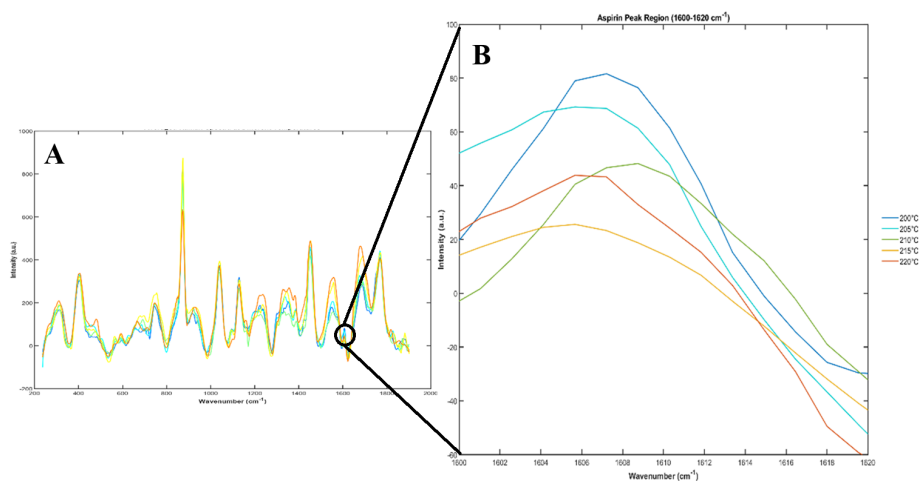 Aspirin Peak Region (1600-1620 cm⁻¹)
B
100
80
60
40
20
0
-20
-40
-60
Intensity (a.u.)
1600 1602 1604 1606 1608 1610 1612 1614 1616 1618 1620
Wavenumber (cm⁻¹)
200°C
205°C
210°C
215°C
220°C
A
1000
800
600
400
200
0
-200
Intensity (a.u.)
200 400 600 800 1000 1200 1400 1600 1800 2000
Wavenumber (cm⁻¹)